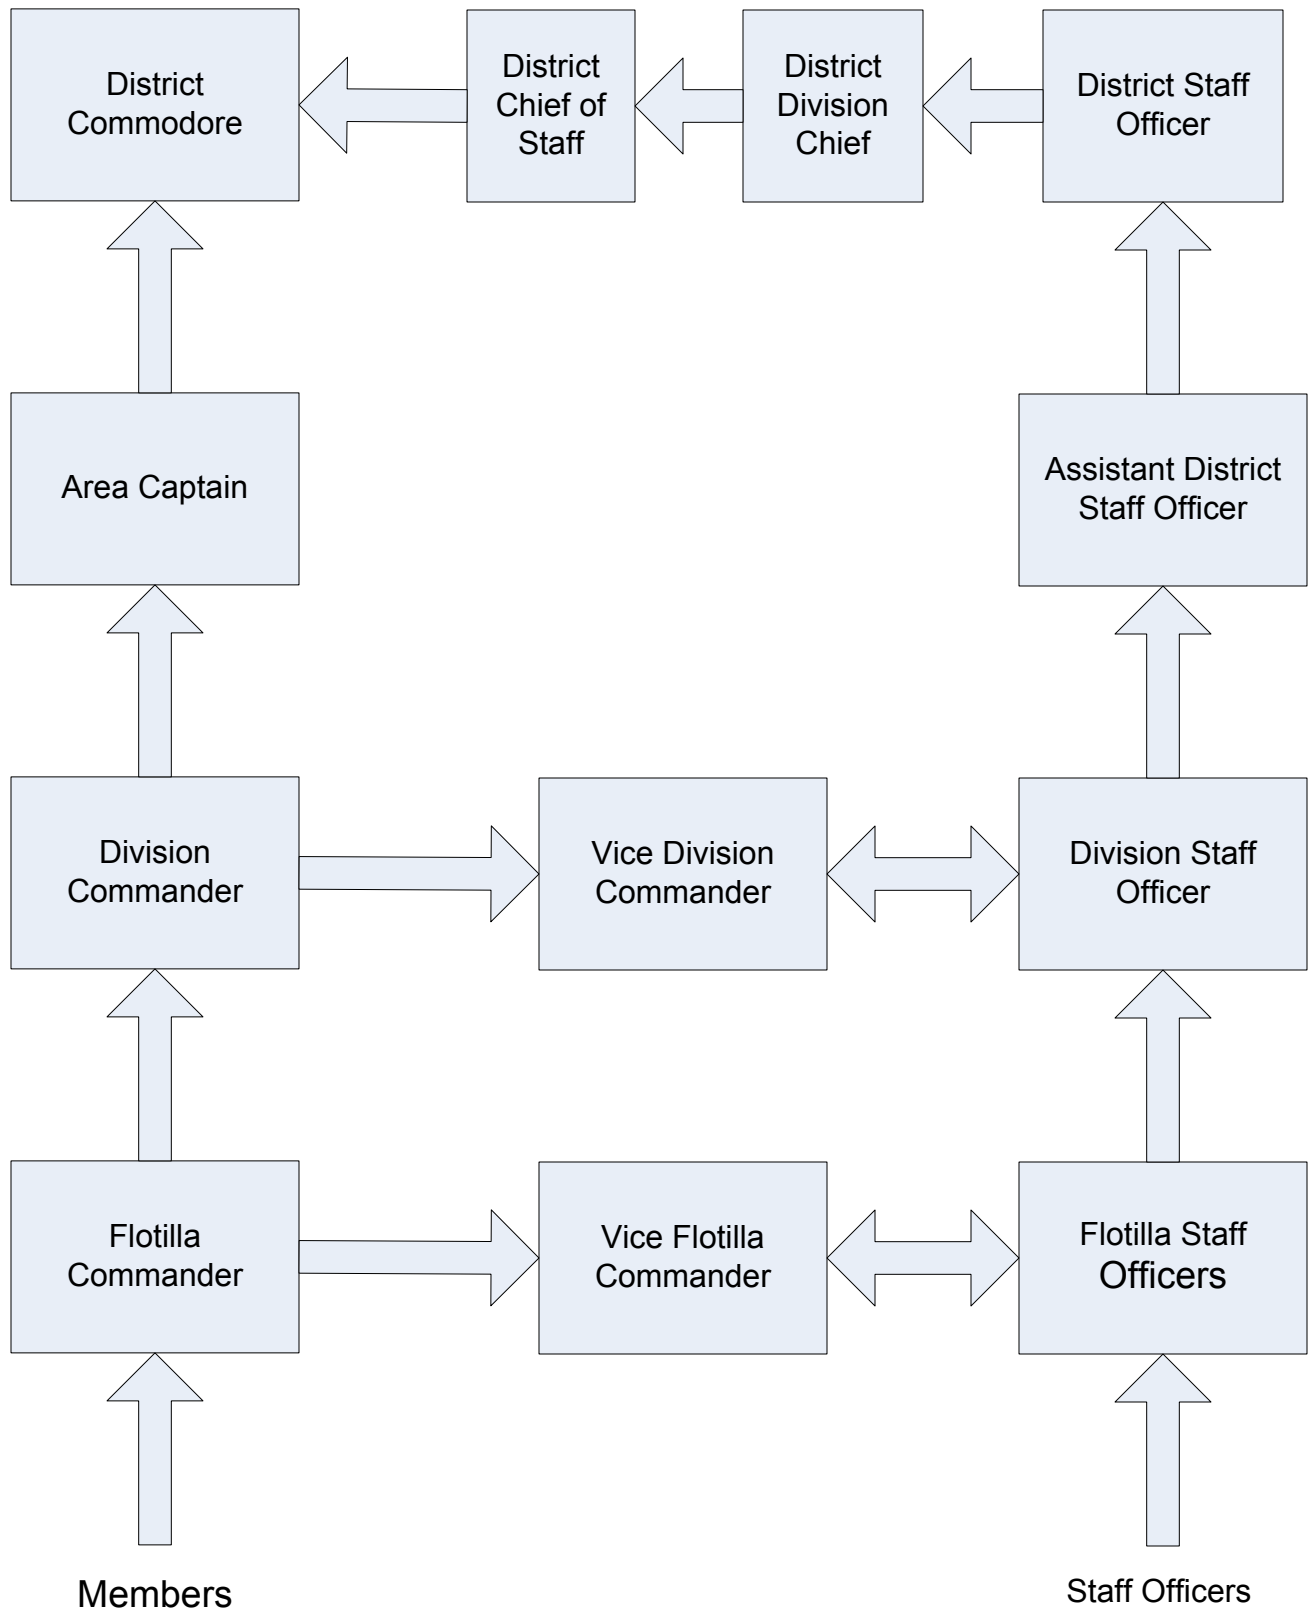 District
Commodore
District
Chief of
Staff
District
Division
Chief
District Staff
Officer
Area Captain
Assistant District
Staff Officer
Division
Commander
Vice Division
Commander
Division Staff
Officer
Flotilla
Commander
Vice Flotilla
Commander
Flotilla Staff
Officers
Members
Staff Officers